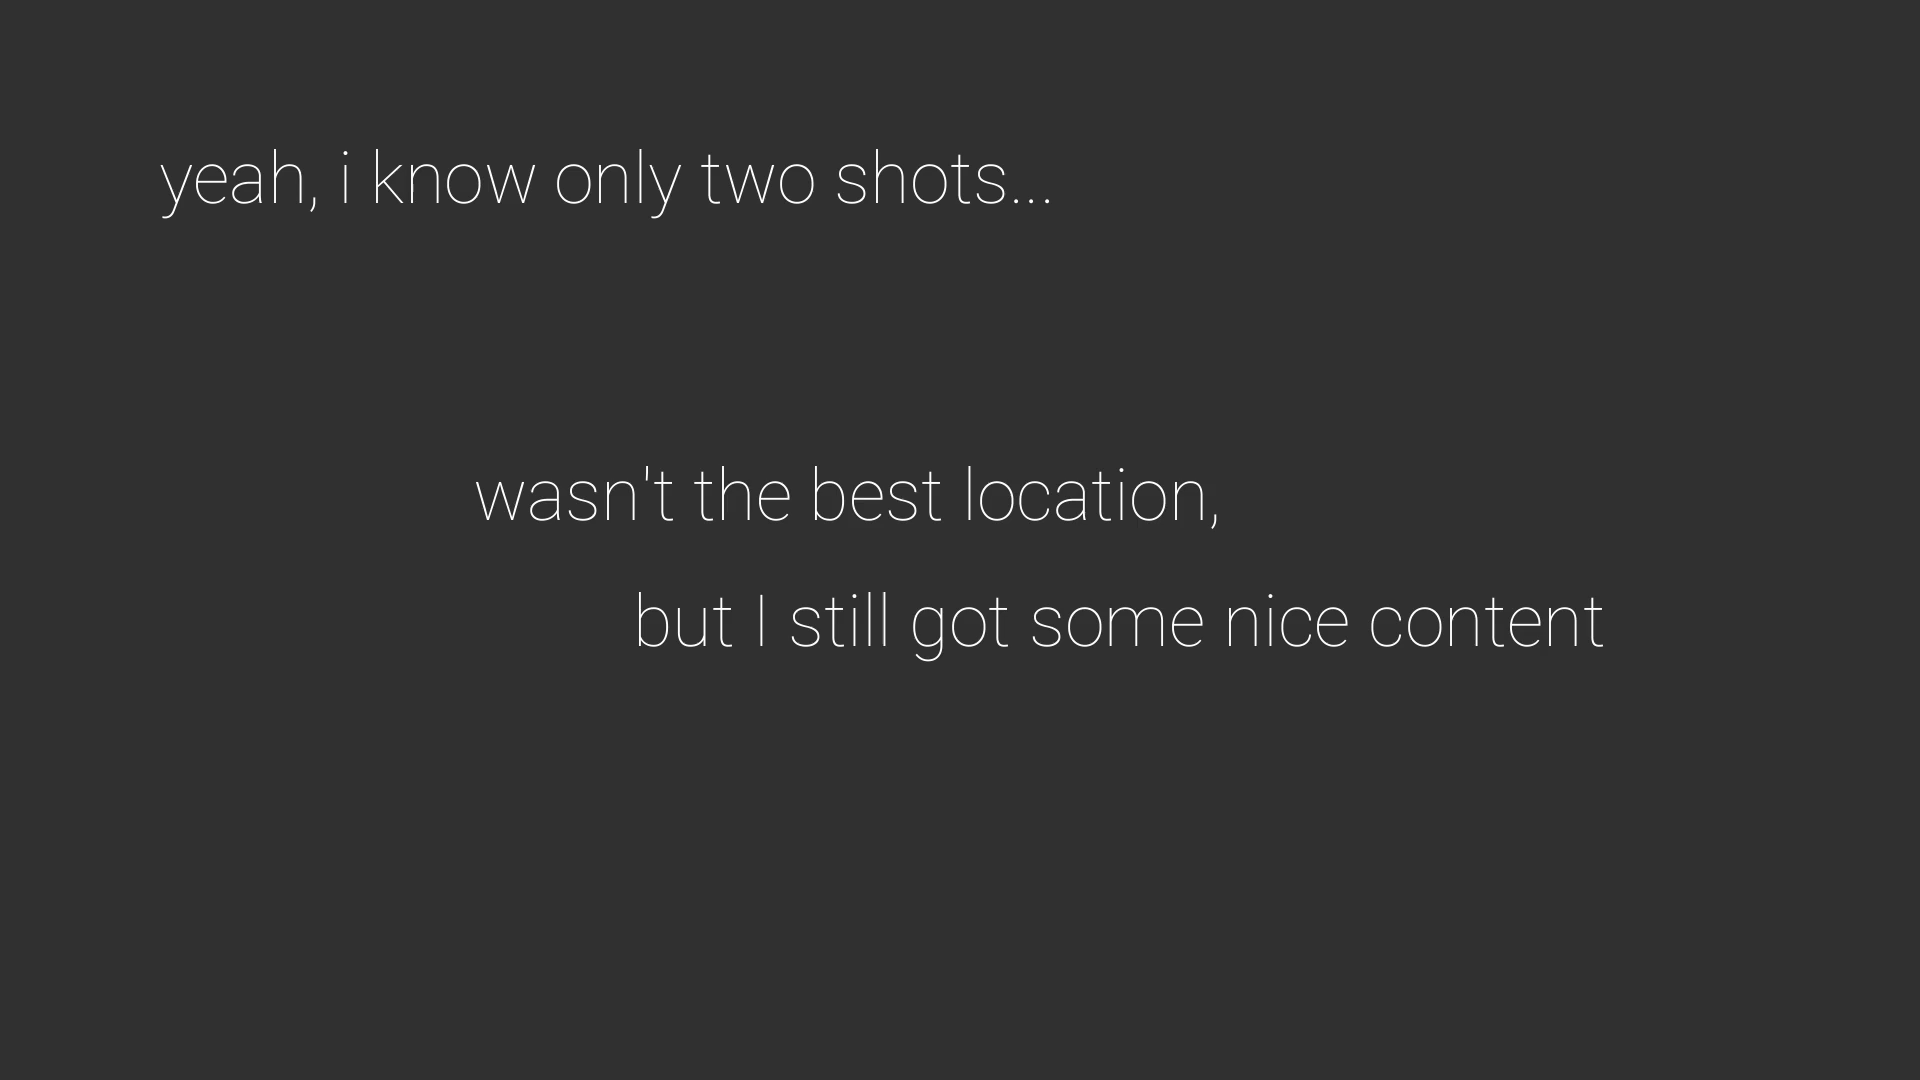 yeah, i know only two shots...
wasn't the best location,
but I still got some nice content